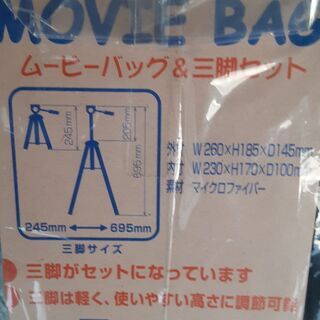 MOVIE BAG
ムービーバッグ&三脚セット
245mm
205mm
695mm
外寸 W260×H185×D145mm
内寸 W230×H170×D100mm
素材 マイクロファイバー
245mm ↔ 695mm
三脚サイズ
三脚がセットになっています
三脚は軽く、使いやすい高さに調節可能